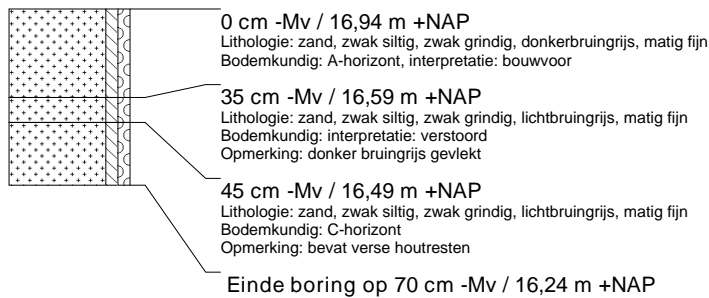 0 cm -Mv / 16,94 m +NAP
Lithologie: zand, zwak siltig, zwak grindig, donkerbruingrijs, matig fijn
Bodemkundig: A-horizont, interpretatie: bouwvoor
35 cm -Mv / 16,59 m +NAP
Lithologie: zand, zwak siltig, zwak grindig, lichtbruingrijs, matig fijn
Bodemkundig: interpretatie: verstoord
Opmerking: donker bruingrijs gevlekt
45 cm -Mv / 16,49 m +NAP
Lithologie: zand, zwak siltig, zwak grindig, lichtbruingrijs, matig fijn
Bodemkundig: C-horizont
Opmerking: bevat verse houtresten
Einde boring op 70 cm -Mv / 16,24 m +NAP